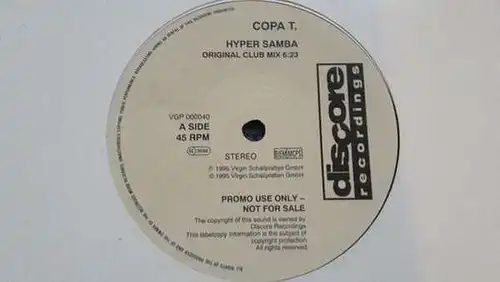 COPA T.
HYPER SAMBA
ORIGINAL CLUB MIX 6:23
VGP 000040
A SIDE
45 RPM
STEREO
BIEM/MCPS
℗ 1995 Virgin Schallplatten GmbH
© 1995 Virgin Schallplatten GmbH
PROMO USE ONLY –
NOT FOR SALE
The copyright of this sound is owned by
Discore Recordings
This labelcopy information is the subject of
copyright protection
All rights reserved
discore
recordings